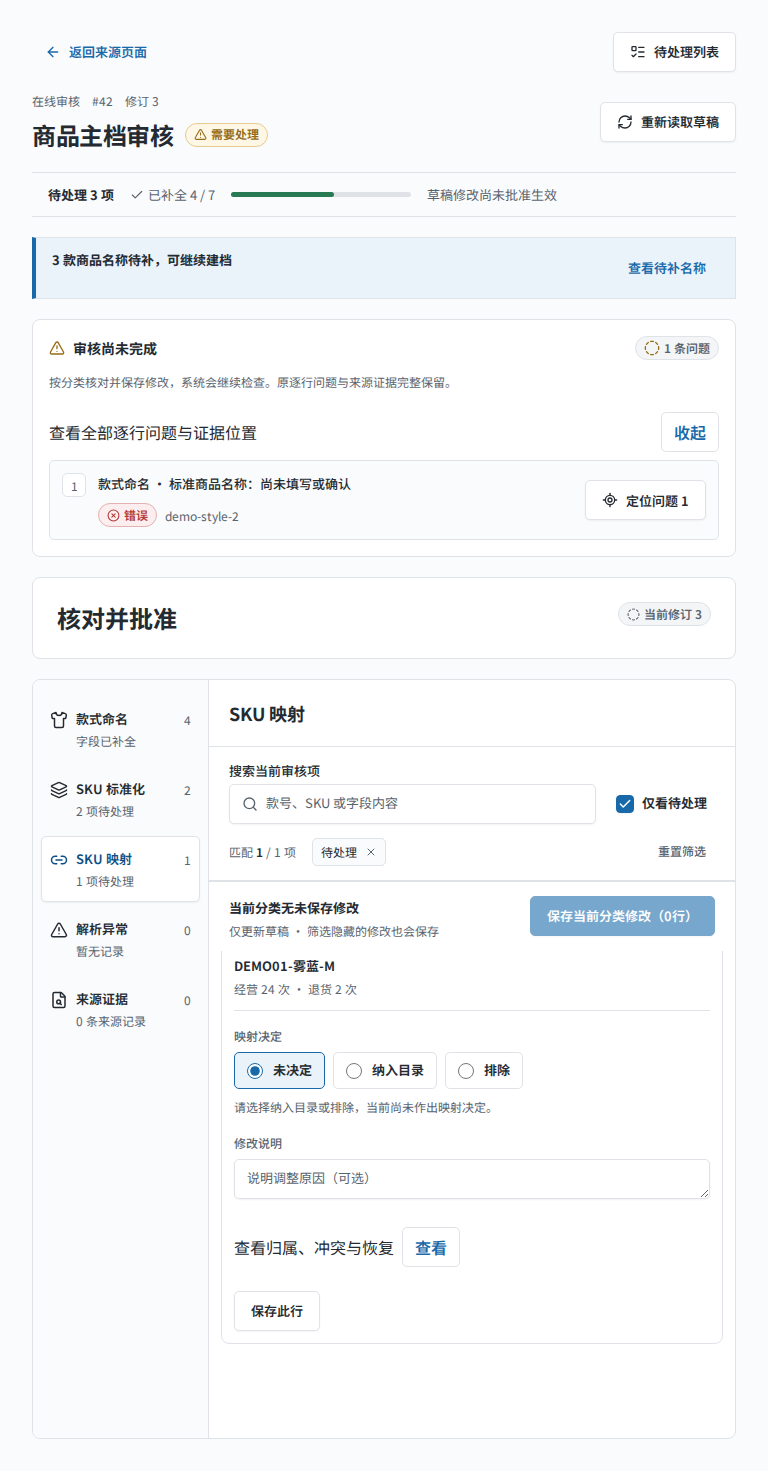 返回来源页面
待处理列表
在线审核 #42 修订 3
商品主档审核
需要处理
重新读取草稿
待处理 3 项
已补全 4 / 7
草稿修改尚未批准生效
3 款商品名称待补，可继续建档
查看待补名称
审核尚未完成
1 条问题
按分类核对并保存修改，系统会继续检查。原逐行问题与来源证据完整保留。
查看全部逐行问题与证据位置
收起
1
款式命名 · 标准商品名称：尚未填写或确认
错误
demo-style-2
定位问题 1
核对并批准
当前修订 3
款式命名 4
字段已补全
SKU 标准化 2
2 项待处理
SKU 映射 1
1 项待处理
解析异常 0
暂无记录
来源证据 0
0 条来源记录
SKU 映射
搜索当前审核项
款号、SKU 或字段内容
仅看待处理
匹配 1 / 1 项
待处理
重置筛选
当前分类无未保存修改
仅更新草稿 · 筛选隐藏的修改也会保存
保存当前分类修改（0行）
DEMO01-雾蓝-M
经营 24 次 · 退货 2 次
映射决定
未决定
纳入目录
排除
请选择纳入目录或排除，当前尚未作出映射决定。
修改说明
说明调整原因（可选）
查看归属、冲突与恢复
查看
保存此行